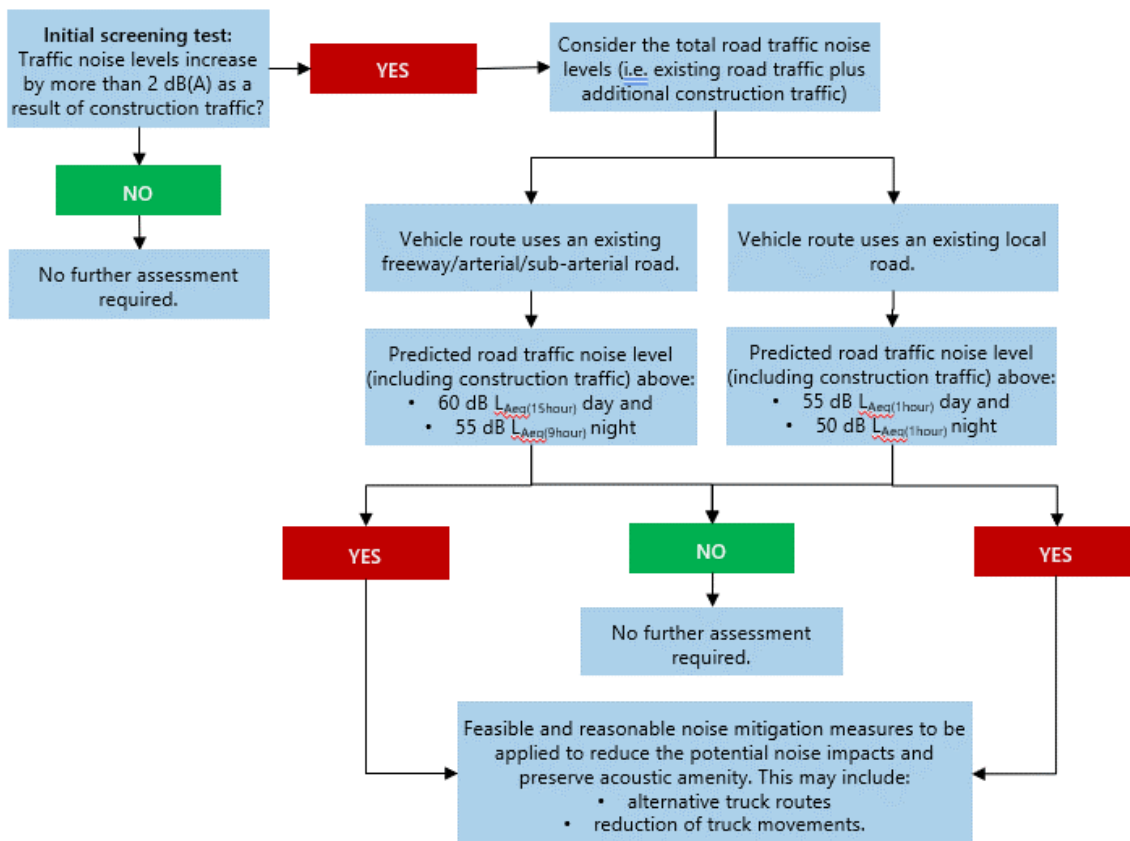 Initial screening test:
Traffic noise levels increase
by more than 2 dB(A) as a
result of construction traffic?
YES
Consider the total road traffic noise
levels (i.e. existing road traffic plus
additional construction traffic)
NO
No further assessment
required.
Vehicle route uses an existing
freeway/arterial/sub-arterial road.
Vehicle route uses an existing local
road.
Predicted road traffic noise level
(including construction traffic) above:
• 60 dB LAeq(15hour) day and
• 55 dB LAeq(9hour) night
Predicted road traffic noise level
(including construction traffic) above:
• 55 dB LAeq(1hour) day and
• 50 dB LAeq(1hour) night
YES
NO
YES
No further assessment
required.
Feasible and reasonable noise mitigation measures to be
applied to reduce the potential noise impacts and
preserve acoustic amenity. This may include:
• alternative truck routes
• reduction of truck movements.